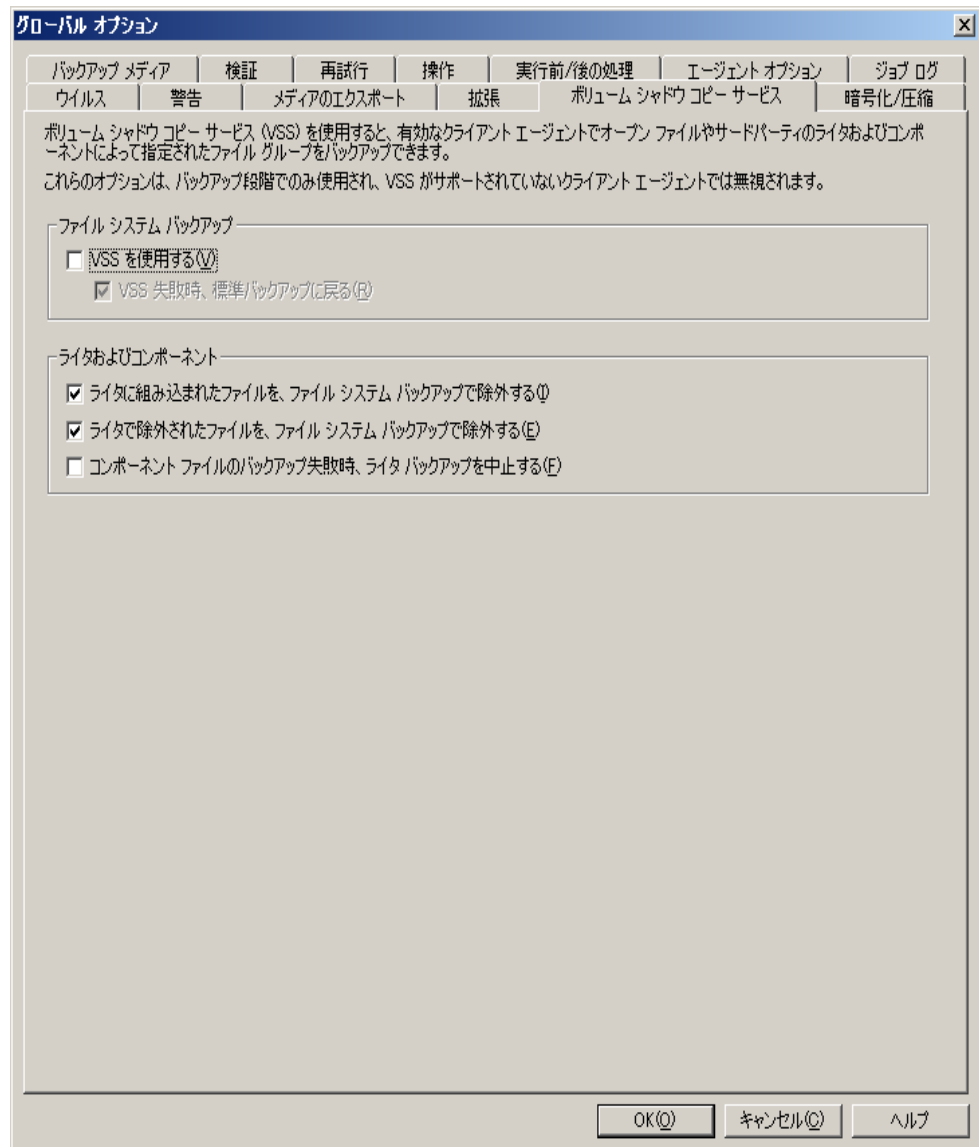 グローバル オプション
バックアップ メディア
検証
再試行
操作
実行前/後の処理
エージェント オプション
ジョブ ログ
ウイルス
警告
メディアのエクスポート
拡張
ボリューム シャドウ コピー サービス
暗号化/圧縮
ボリューム シャドウ コピー サービス (VSS) を使用すると、有効なクライアント エージェントでオープン ファイルやサードパーティのライタおよびコンポ
ーネントによって指定されたファイル グループをバックアップできます。
これらのオプションは、バックアップ段階でのみ使用され、VSS がサポートされていないクライアント エージェントでは無視されます。
ファイル システム バックアップ
VSS を使用する(V)
VSS 失敗時、標準バックアップに戻る(R)
ライタおよびコンポーネント
ライタに組み込まれたファイルを、ファイル システム バックアップで除外する(I)
ライタで除外されたファイルを、ファイル システム バックアップで除外する(E)
コンポーネント ファイルのバックアップ失敗時、ライタ バックアップを中止する(F)
OK(O)
キャンセル(C)
ヘルプ